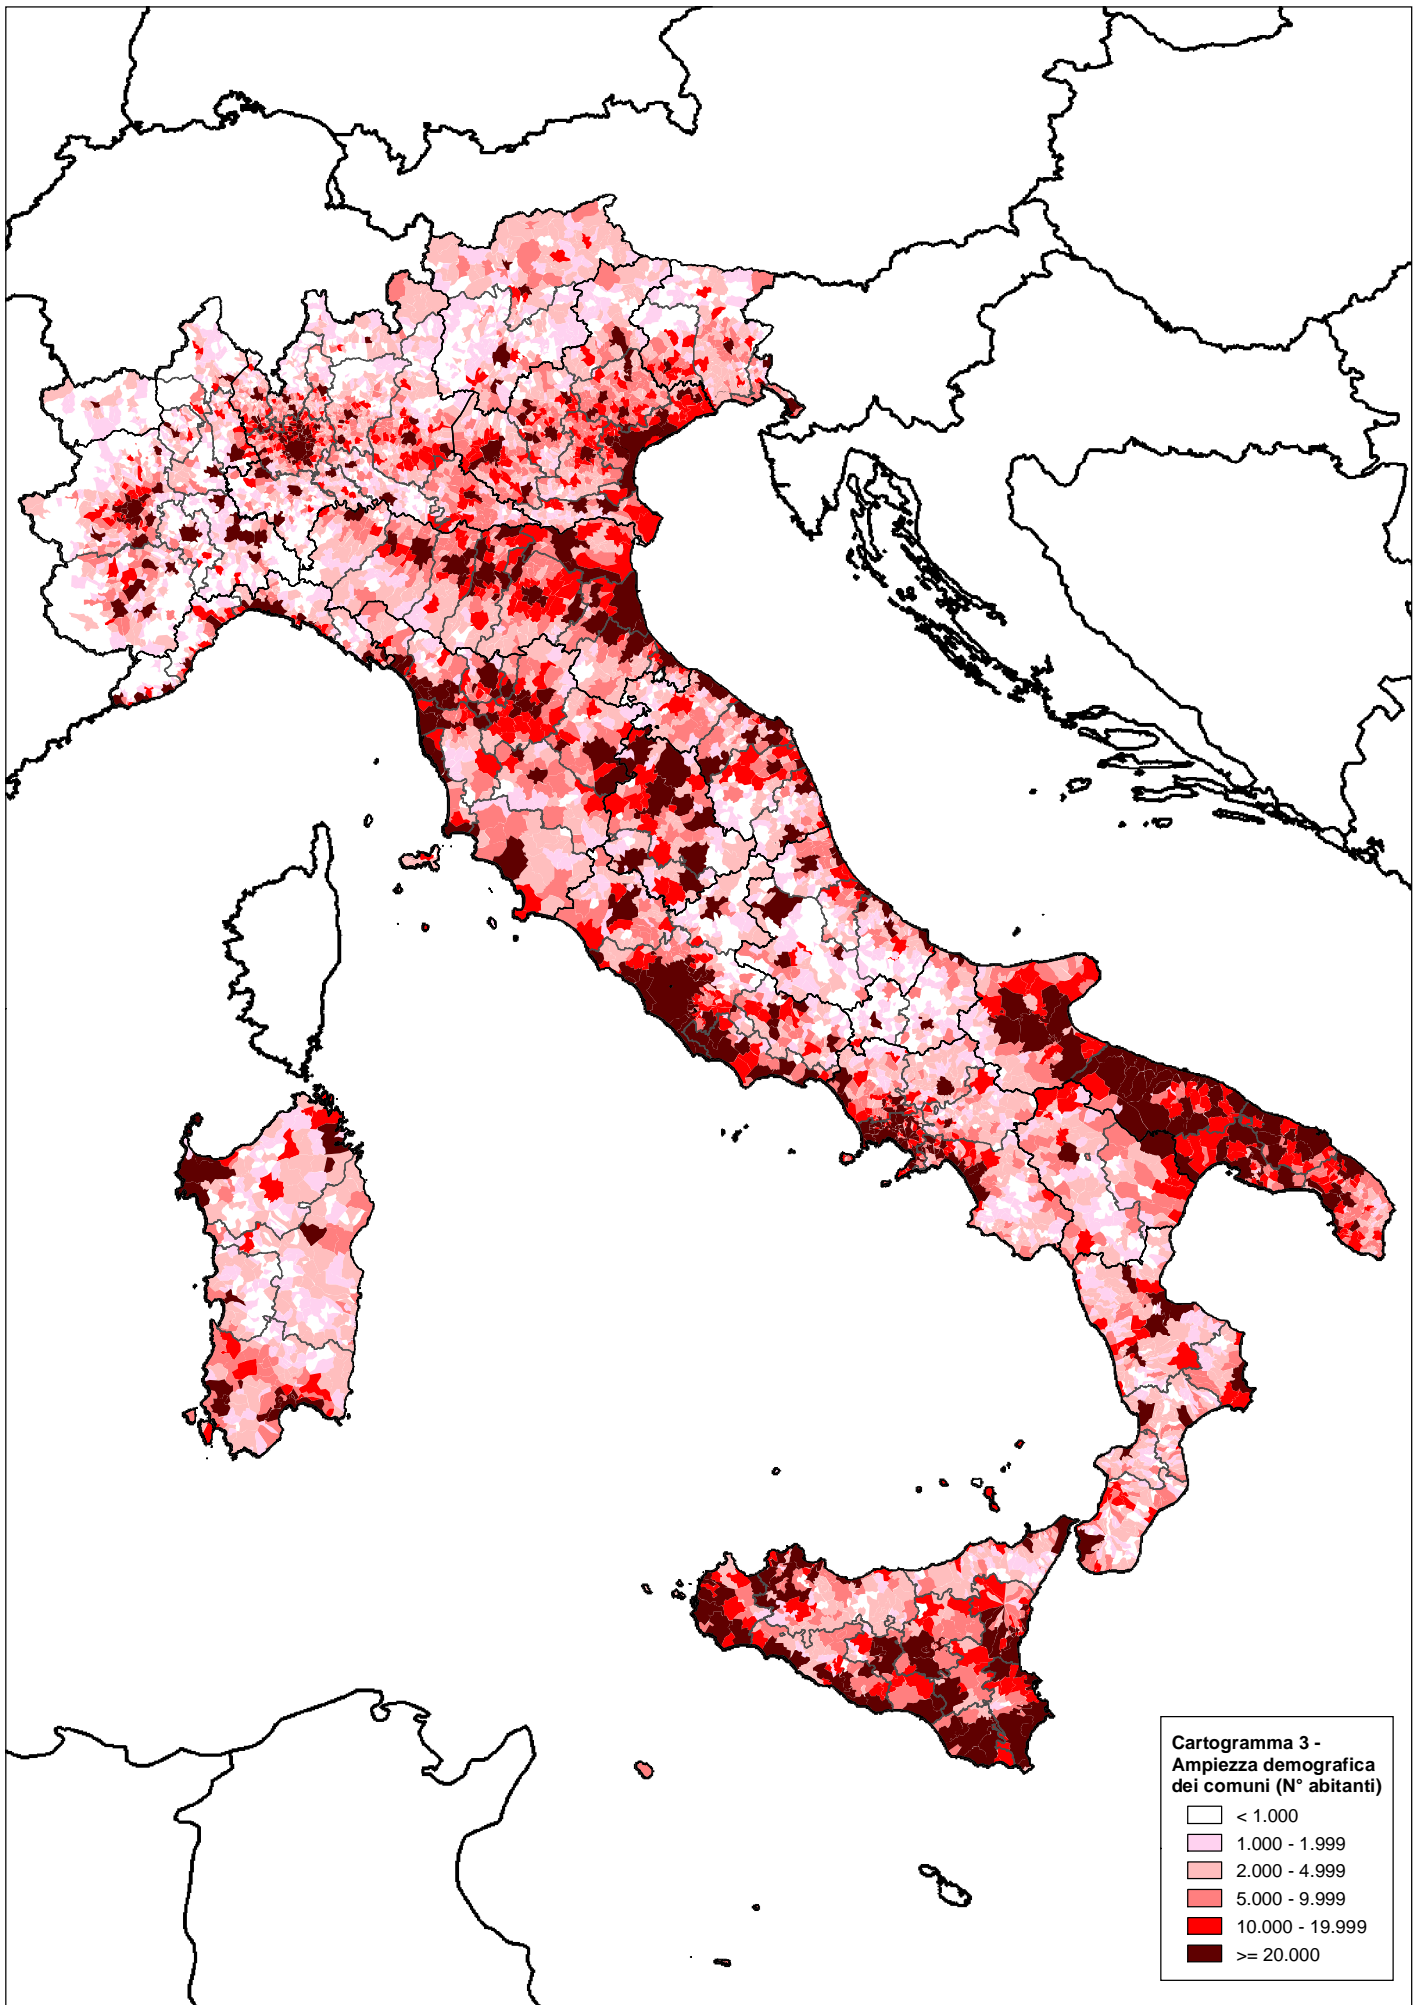 Cartogramma 3 -
Ampiezza demografica
dei comuni (N° abitanti)
< 1.000
1.000 - 1.999
2.000 - 4.999
5.000 - 9.999
10.000 - 19.999
>= 20.000